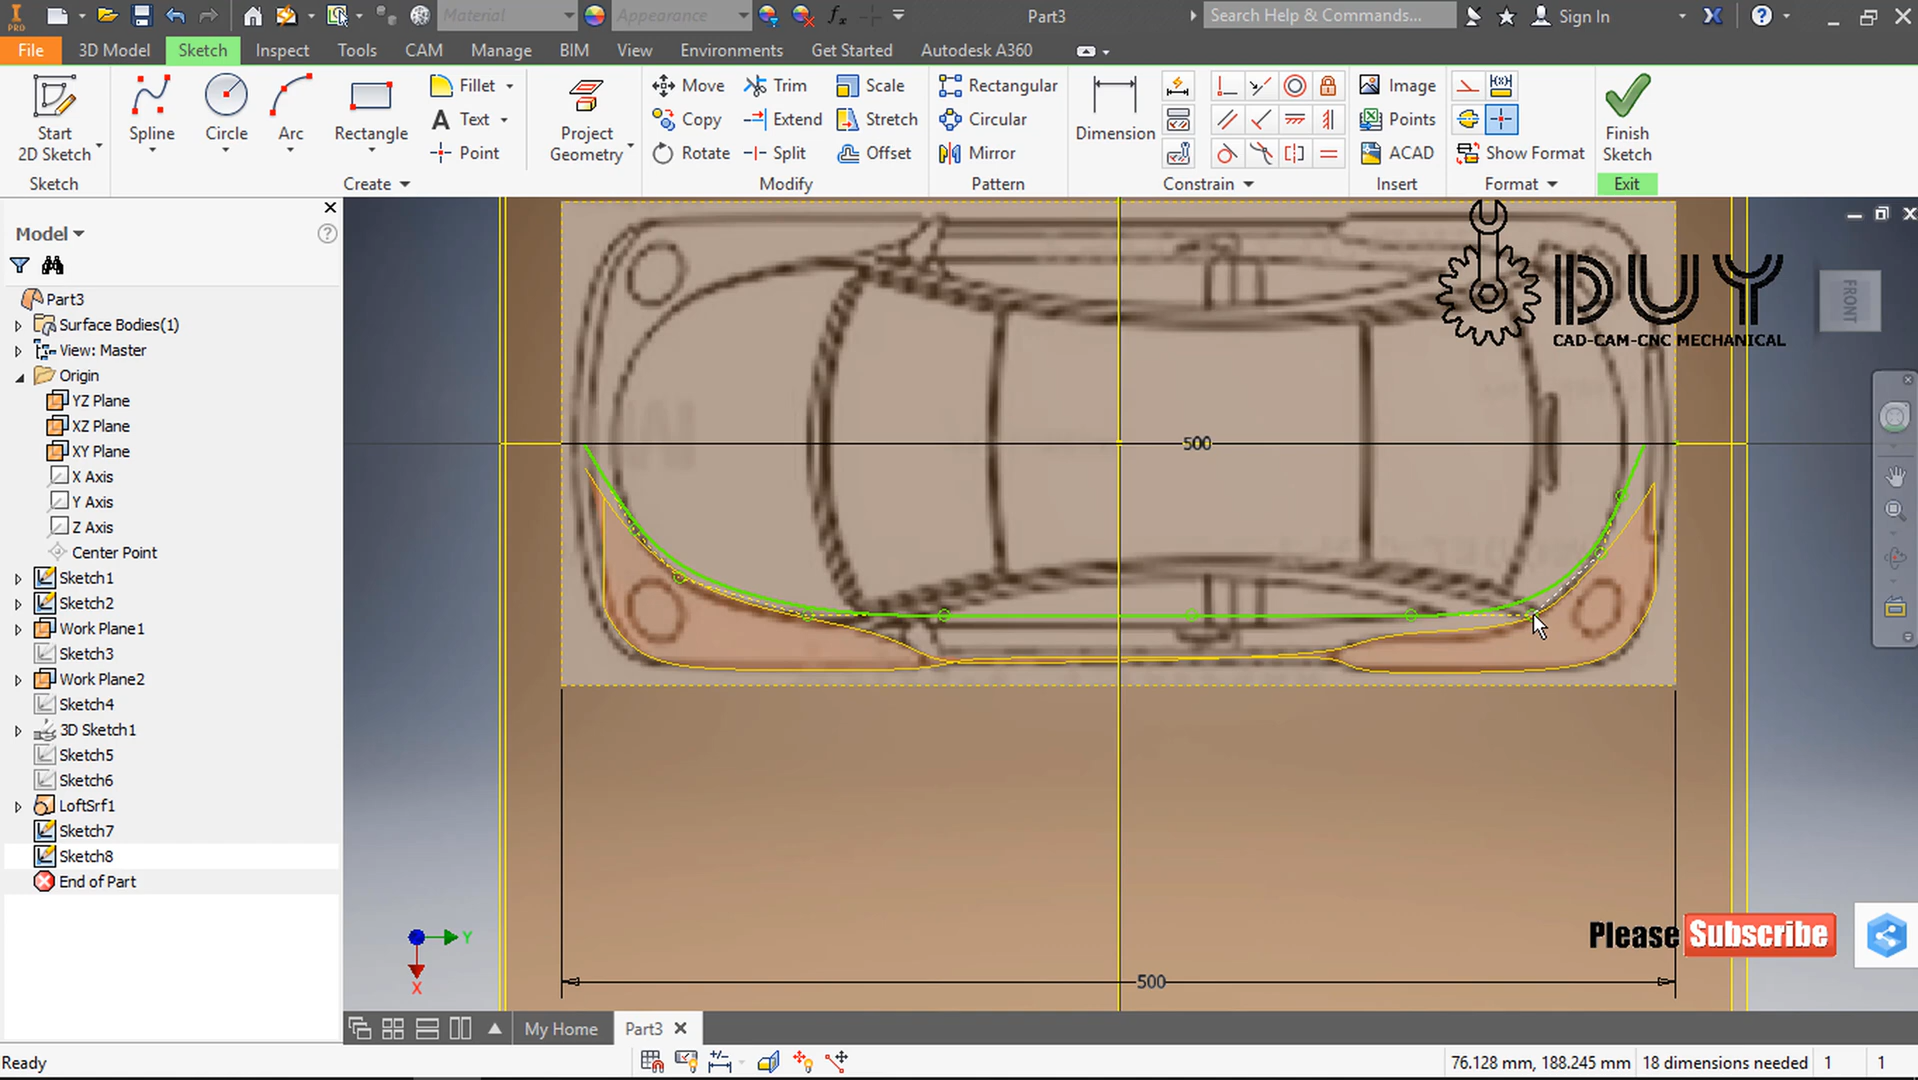 PRO
Material
Appearance
fx
Part3
Search Help & Commands...
Sign In
File
3D Model
Sketch
Inspect
Tools
CAM
Manage
BIM
View
Environments
Get Started
Autodesk A360
Start
2D Sketch
Spline
Circle
Arc
Rectangle
Fillet
Text
Point
Project
Geometry
Move
Copy
Rotate
Trim
Extend
Split
Scale
Stretch
Offset
Rectangular
Circular
Mirror
Dimension
Image
Points
ACAD
Show Format
Finish
Sketch
Sketch
Create
Modify
Pattern
Constrain
Insert
Format
Exit
Model
Part3
Surface Bodies(1)
View: Master
Origin
YZ Plane
XZ Plane
XY Plane
X Axis
Y Axis
Z Axis
Center Point
Sketch1
Sketch2
Work Plane1
Sketch3
Work Plane2
Sketch4
3D Sketch1
Sketch5
Sketch6
LoftSrf1
Sketch7
Sketch8
End of Part
DUY
CAD-CAM-CNC MECHANICAL
FRONT
500
500
Y
X
Please Subscribe
My Home
Part3
Ready
76.128 mm, 188.245 mm
18 dimensions needed
1
1